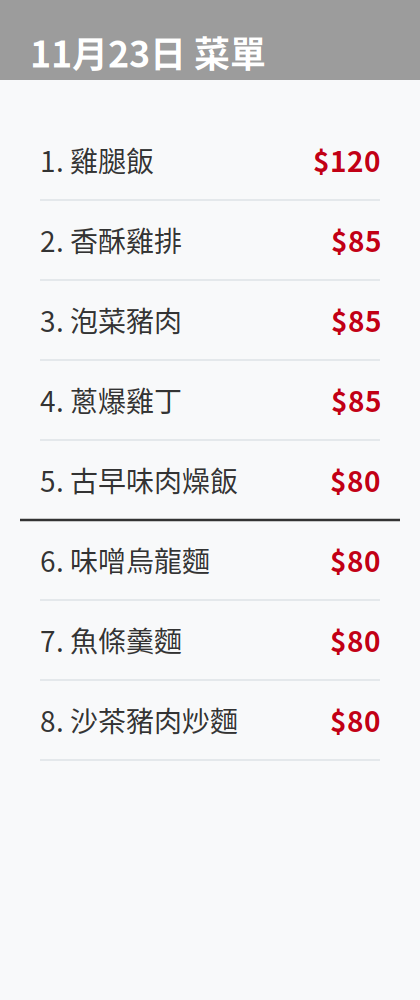 11月23日 菜單
1. 雞腿飯 $120
2. 香酥雞排 $85
3. 泡菜豬肉 $85
4. 蔥爆雞丁 $85
5. 古早味肉燥飯 $80
6. 味噌烏龍麵 $80
7. 魚條羹麵 $80
8. 沙茶豬肉炒麵 $80